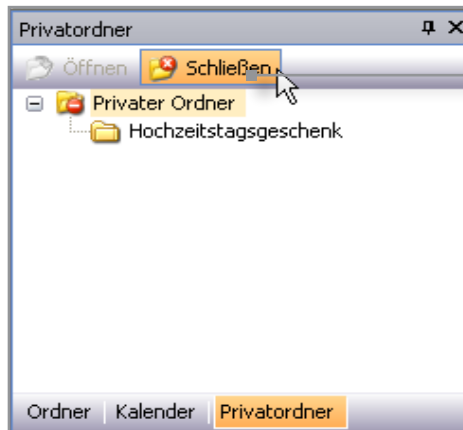 Privatordner
Öffnen Schließen
Privater Ordner
Hochzeitstagsgeschenk
Ordner Kalender Privatordner